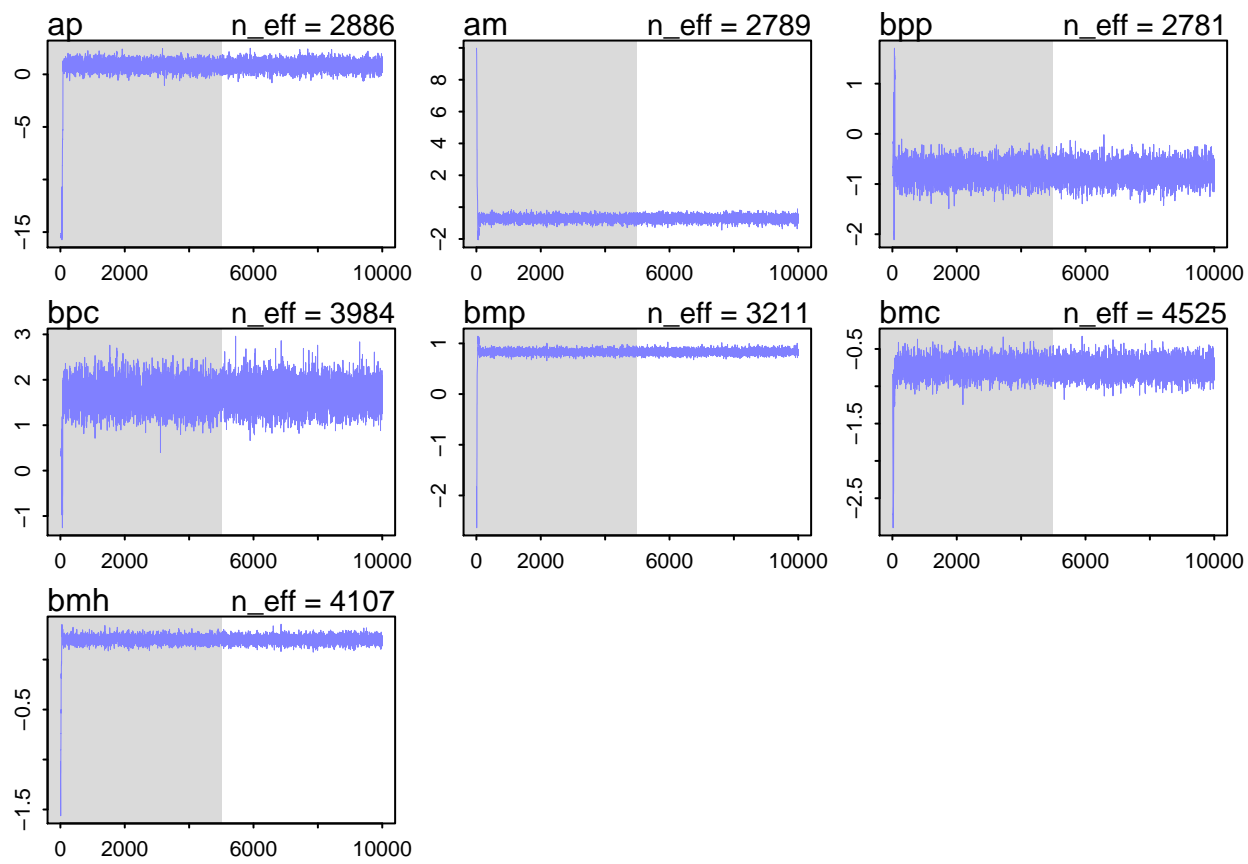 ap n_eff = 2886
0
−5
−15
0 2000 6000 10000
am n_eff = 2789
8
6
4
2
−2
0 2000 6000 10000
bpp n_eff = 2781
1
0
−1
−2
0 2000 6000 10000
bpc n_eff = 3984
3
2
1
0
−1
0 2000 6000 10000
bmp n_eff = 3211
1
0
−1
−2
0 2000 6000 10000
bmc n_eff = 4525
−0.5
−1.5
−2.5
0 2000 6000 10000
bmh n_eff = 4107
−0.5
−1.5
0 2000 6000 10000